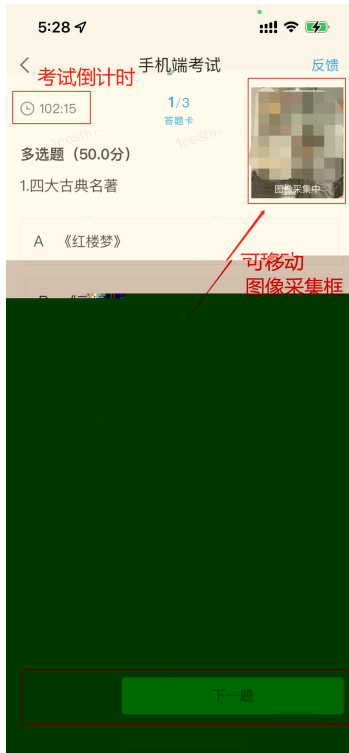 5:28
手机端考试
反馈
考试倒计时
102:15
1/3
答题卡
多选题（50.0分）
1.四大古典名著
图像采集中
A 《红楼梦》
可移动
图像采集框
下一题